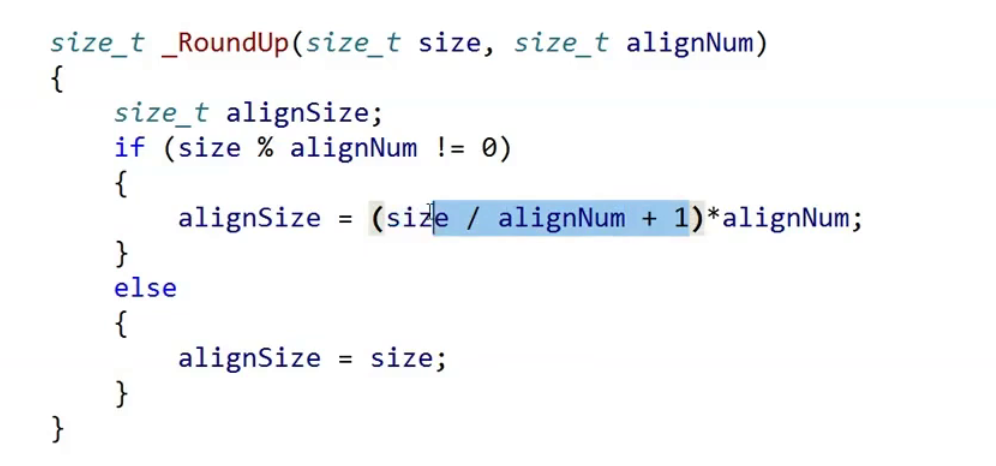 size_t _RoundUp(size_t size, size_t alignNum)
{
    size_t alignSize;
    if (size % alignNum != 0)
    {
        alignSize = (size / alignNum + 1)*alignNum;
    }
    else
    {
        alignSize = size;
    }
}